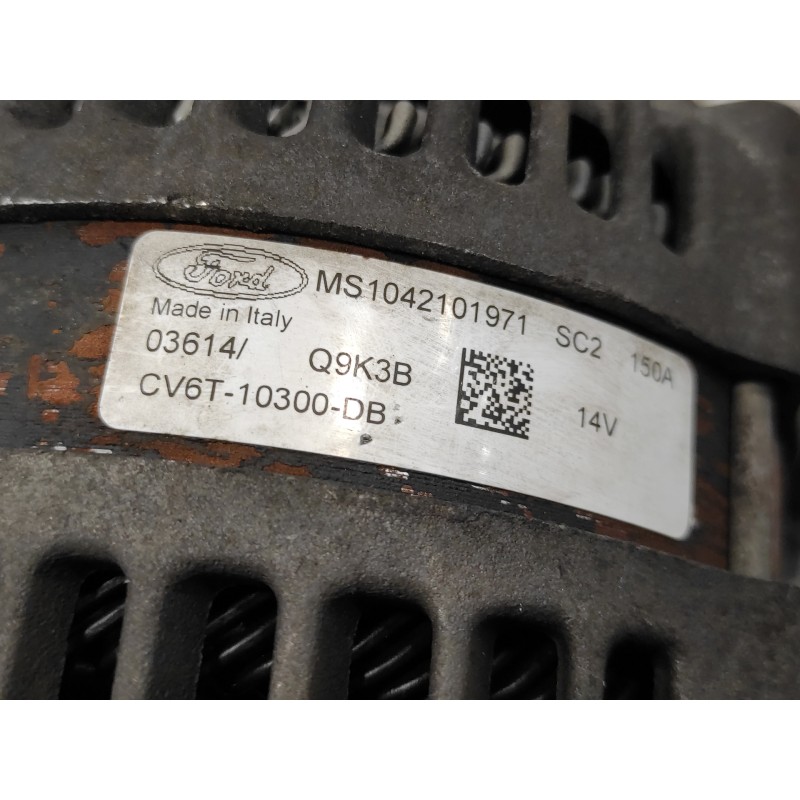 Ford MS1042101971 SC2 150A
Made in Italy
03614/ Q9K3B
CV6T-10300-DB 14V